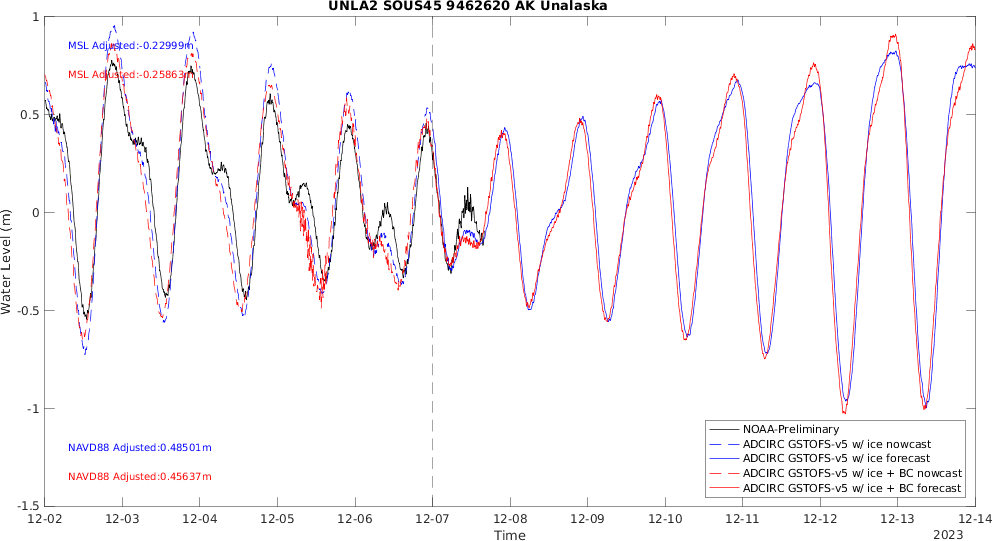 UNLA2 SOUS45 9462620 AK Unalaska
1
0.5
0
-0.5
-1
-1.5
Water Level (m)
MSL Adjusted:-0.22999m
MSL Adjusted:-0.25863m
NAVD88 Adjusted:0.48501m
NAVD88 Adjusted:0.45637m
NOAA-Preliminary
ADCIRC GSTOFS-v5 w/ ice nowcast
ADCIRC GSTOFS-v5 w/ ice forecast
ADCIRC GSTOFS-v5 w/ ice + BC nowcast
ADCIRC GSTOFS-v5 w/ ice + BC forecast
12-02 12-03 12-04 12-05 12-06 12-07 12-08 12-09 12-10 12-11 12-12 12-13 12-14
Time
2023